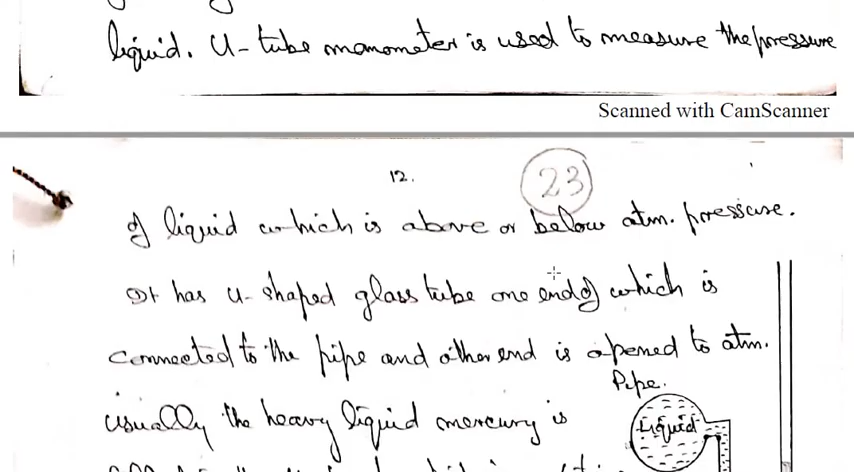 liquid. U-tube manometer is used to measure the pressure
Scanned with CamScanner
12.
23
of liquid which is above or below atm. pressure.
It has U-shaped glass tube one end of which is
connected to the pipe and other end is opened to atm.
Pipe.
usually the heavy liquid mercury is
Liquid